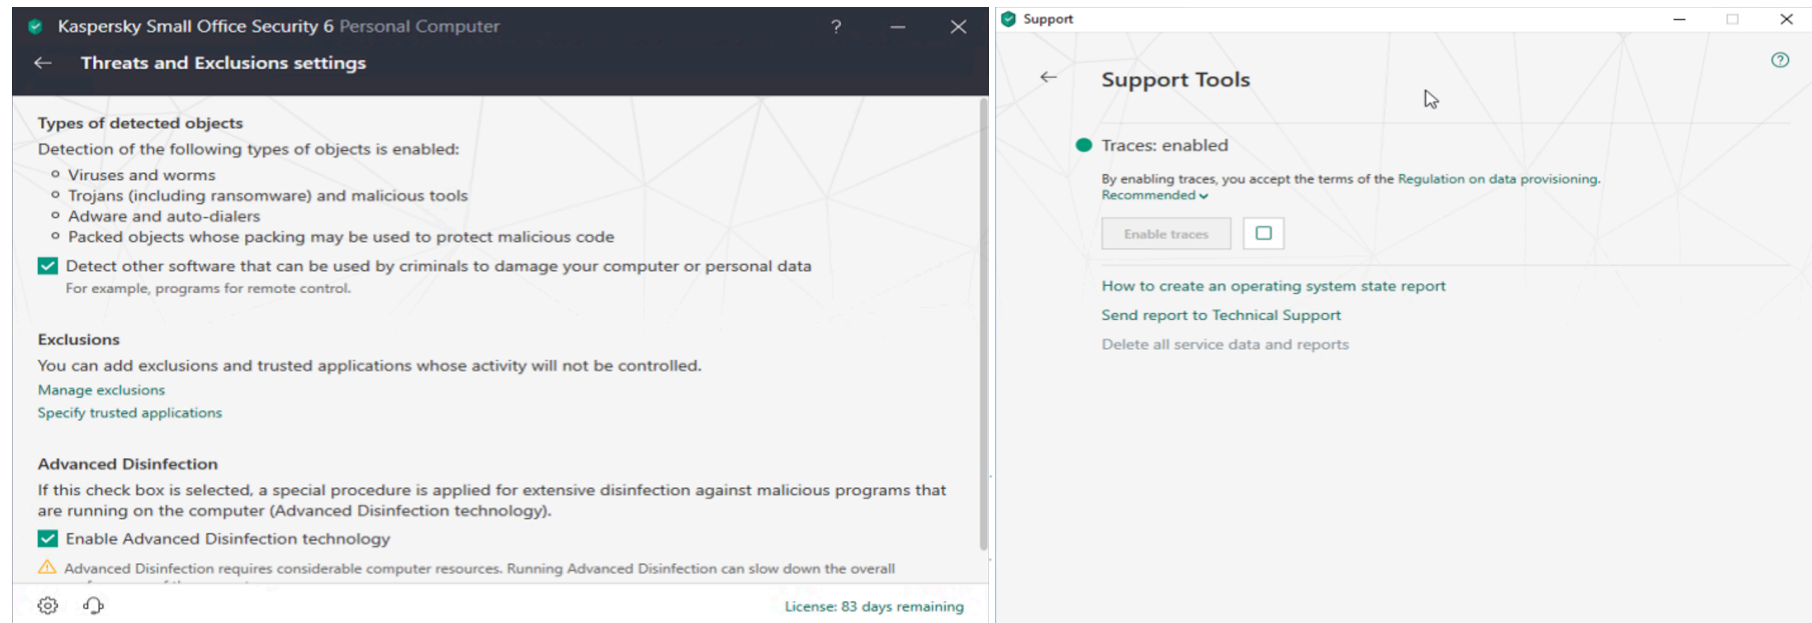 Kaspersky Small Office Security 6 Personal Computer
Threats and Exclusions settings
Types of detected objects
Detection of the following types of objects is enabled:
Viruses and worms
Trojans (including ransomware) and malicious tools
Adware and auto-dialers
Packed objects whose packing may be used to protect malicious code
Detect other software that can be used by criminals to damage your computer or personal data
For example, programs for remote control.
Exclusions
You can add exclusions and trusted applications whose activity will not be controlled.
Manage exclusions
Specify trusted applications
Advanced Disinfection
If this check box is selected, a special procedure is applied for extensive disinfection against malicious programs that
are running on the computer (Advanced Disinfection technology).
Enable Advanced Disinfection technology
Advanced Disinfection requires considerable computer resources. Running Advanced Disinfection can slow down the overall
License: 83 days remaining
Support
Support Tools
Traces: enabled
By enabling traces, you accept the terms of the Regulation on data provisioning.
Recommended
Enable traces
How to create an operating system state report
Send report to Technical Support
Delete all service data and reports